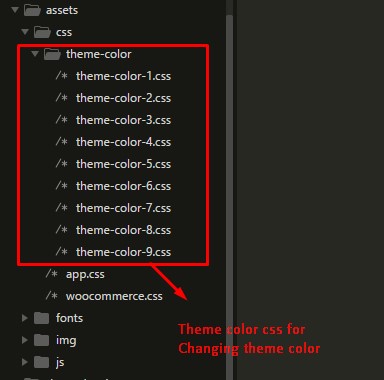 assets
css
theme-color
/* theme-color-1.css
/* theme-color-2.css
/* theme-color-3.css
/* theme-color-4.css
/* theme-color-5.css
/* theme-color-6.css
/* theme-color-7.css
/* theme-color-8.css
/* theme-color-9.css
/* app.css
/* woocommerce.css
Theme color css for
Changing theme color
fonts
img
js